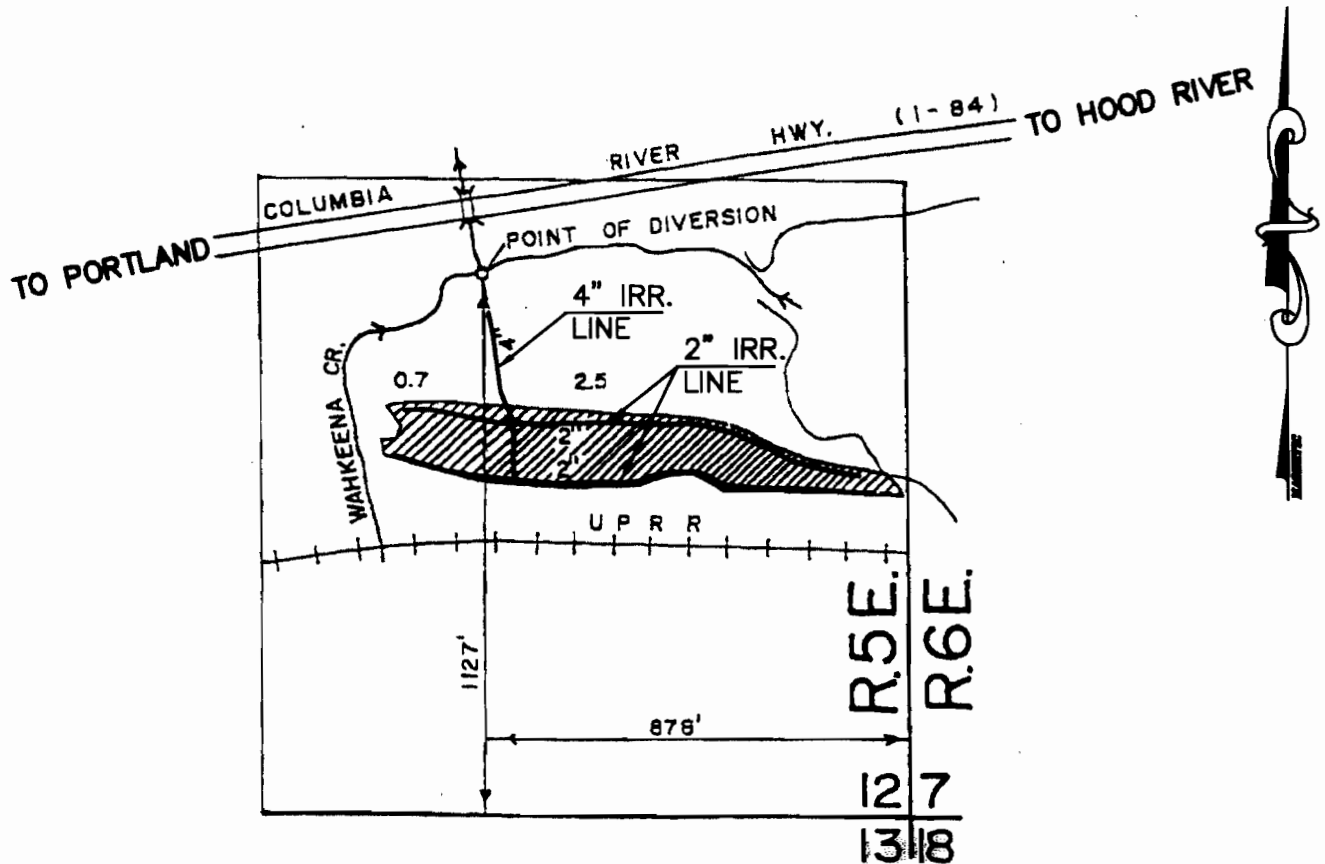 COLUMBIA RIVER HWY. (I-84)
TO HOOD RIVER
TO PORTLAND
POINT OF DIVERSION
4" IRR.
LINE
4"
2" IRR.
LINE
WAHKEENA CR.
0.7
2.5
2"
2"
UPRR
R.5E.
R.6E.
1127'
878'
12 7
13 18